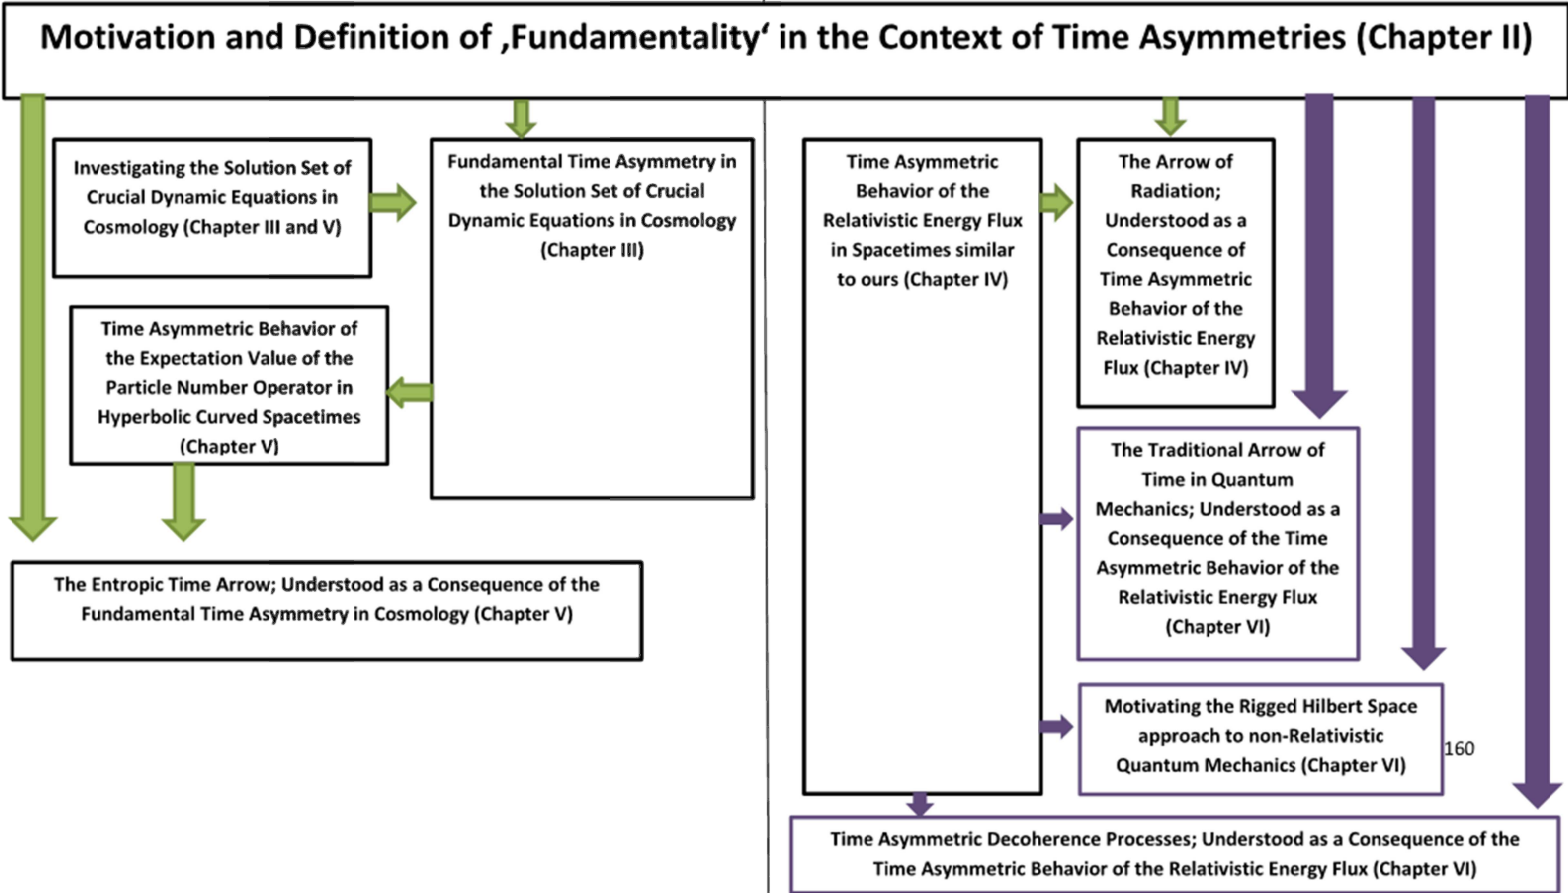 Motivation and Definition of ‚Fundamentality‘ in the Context of Time Asymmetries (Chapter II)
Investigating the Solution Set of
Crucial Dynamic Equations in
Cosmology (Chapter III and V)
Fundamental Time Asymmetry in
the Solution Set of Crucial
Dynamic Equations in Cosmology
(Chapter III)
Time Asymmetric Behavior of
the Expectation Value of the
Particle Number Operator in
Hyperbolic Curved Spacetimes
(Chapter V)
The Entropic Time Arrow; Understood as a Consequence of the
Fundamental Time Asymmetry in Cosmology (Chapter V)
Time Asymmetric
Behavior of the
Relativistic Energy Flux
in Spacetimes similar
to ours (Chapter IV)
The Arrow of
Radiation;
Understood as a
Consequence of
Time Asymmetric
Behavior of the
Relativistic Energy
Flux (Chapter IV)
The Traditional Arrow of
Time in Quantum
Mechanics; Understood as a
Consequence of the Time
Asymmetric Behavior of the
Relativistic Energy Flux
(Chapter VI)
Motivating the Rigged Hilbert Space
approach to non-Relativistic
Quantum Mechanics (Chapter VI)
160
Time Asymmetric Decoherence Processes; Understood as a Consequence of the
Time Asymmetric Behavior of the Relativistic Energy Flux (Chapter VI)